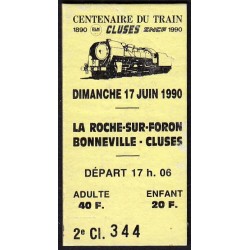 CENTENAIRE DU TRAIN
1890 CLUSES SNCF 1990
DIMANCHE 17 JUIN 1990
LA ROCHE-SUR-FORON
BONNEVILLE - CLUSES
DÉPART 17 h. 06
ADULTE ENFANT
40 F. 20 F.
2e Cl. 344